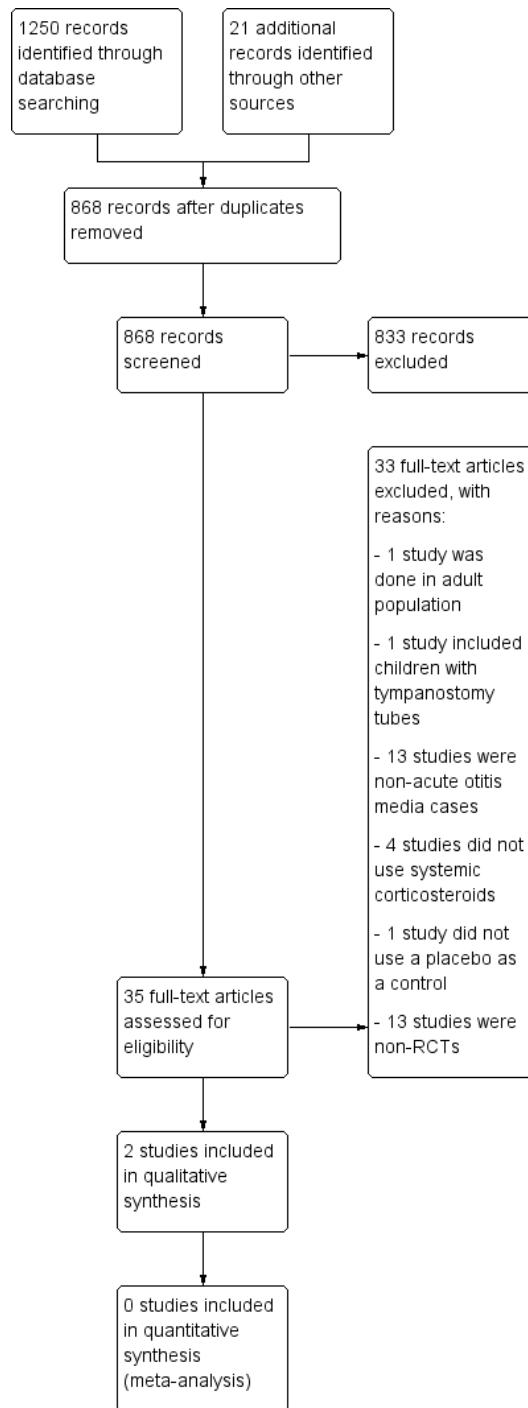 1250 records
identified through
database
searching
21 additional
records identified
through other
sources
868 records after duplicates
removed
868 records
screened
833 records
excluded
33 full-text articles
excluded, with
reasons:
- 1 study was
done in adult
population
- 1 study included
children with
tympanostomy
tubes
- 13 studies were
non-acute otitis
media cases
- 4 studies did not
use systemic
corticosteroids
- 1 study did not
use a placebo as
a control
- 13 studies were
non-RCTs
35 full-text articles
assessed for
eligibility
2 studies included
in qualitative
synthesis
0 studies included
in quantitative
synthesis
(meta-analysis)